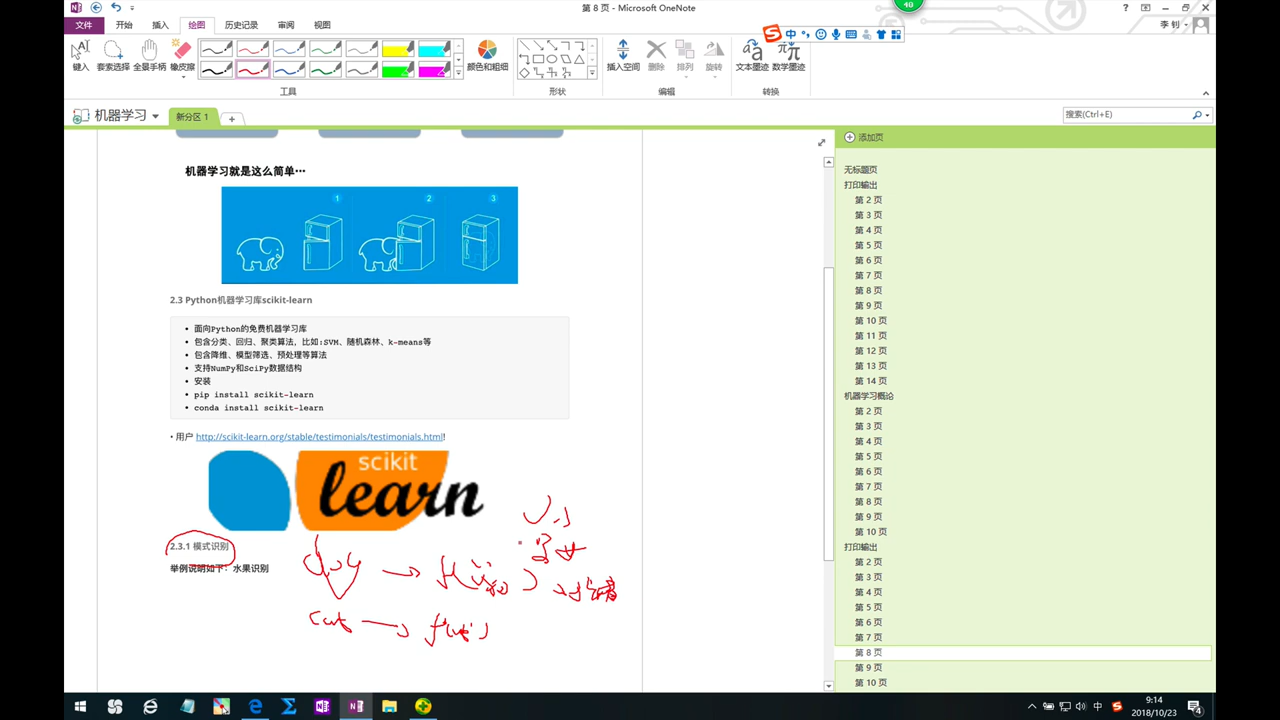 第 8 页 - Microsoft OneNote
40
文件 开始 插入 绘图 历史记录 审阅 视图
李 钊
中
键入 套索选择 全景手柄 橡皮擦 颜色和粗细 插入空间 删除 排列 旋转 文本墨迹 数学墨迹
工具 形状 编辑 转换
机器学习 新分区 1
搜索(Ctrl+E)
添加页
机器学习就是这么简单…
1 2 3
2.3 Python机器学习库scikit-learn
• 面向Python的免费机器学习库
• 包含分类、回归、聚类算法，比如:SVM、随机森林、k-means等
• 包含降维、模型筛选、预处理等算法
• 支持NumPy和SciPy数据结构
• 安装
• pip install scikit-learn
• conda install scikit-learn
• 用户 http://scikit-learn.org/stable/testimonials/testimonials.html!
scikit
learn
2.3.1 模式识别
举例说明如下：水果识别
无标题页
打印输出
第 2 页
第 3 页
第 4 页
第 5 页
第 6 页
第 7 页
第 8 页
第 9 页
第 10 页
第 11 页
第 12 页
第 13 页
第 14 页
机器学习概论
第 2 页
第 3 页
第 4 页
第 5 页
第 6 页
第 7 页
第 8 页
第 9 页
第 10 页
打印输出
第 2 页
第 3 页
第 4 页
第 5 页
第 6 页
第 7 页
第 8 页
第 9 页
第 10 页
中
9:14
2018/10/23
4